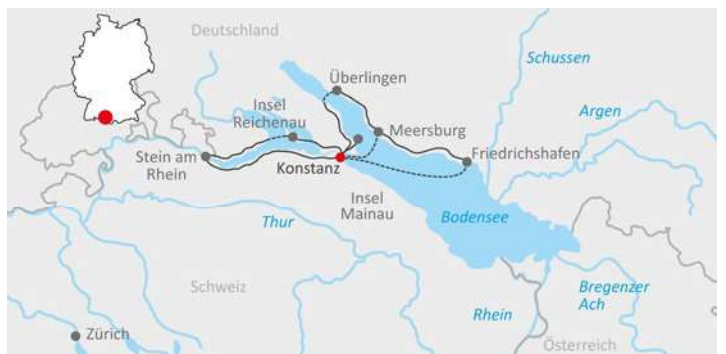 Deutschland
Schussen
Überlingen
Insel
Reichenau
Argen
Meersburg
Stein am
Rhein
Konstanz
Friedrichshafen
Insel
Mainau
Thur
Bodensee
Schweiz
Rhein
Bregenzer
Ach
Zürich
Österreich